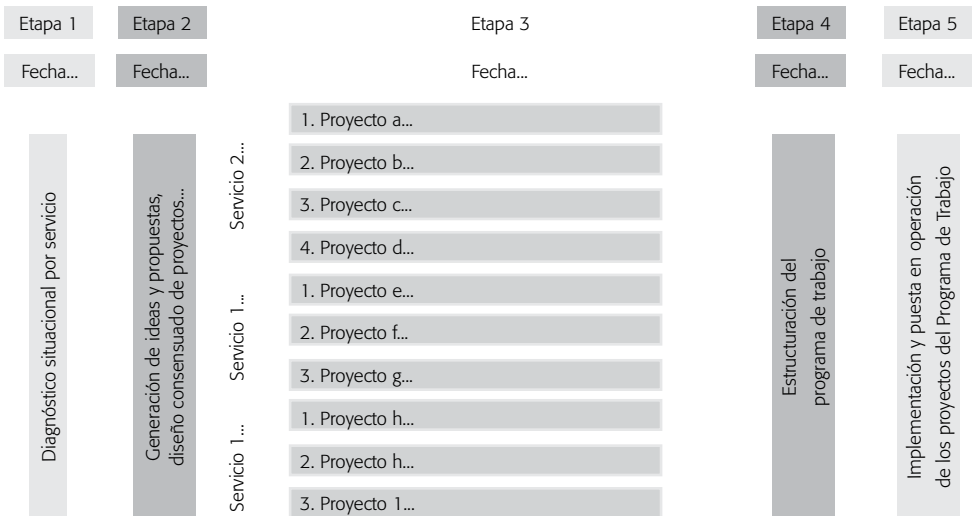 Etapa 1
Etapa 2
Etapa 3
Etapa 4
Etapa 5
Fecha...
Fecha...
Fecha...
Fecha...
Fecha...
Diagnóstico situacional por servicio
Generación de ideas y propuestas,
diseño consensuado de proyectos...
Servicio 2...
1. Proyecto a...
2. Proyecto b...
3. Proyecto c...
4. Proyecto d...
Servicio 1...
1. Proyecto e...
2. Proyecto f...
3. Proyecto g...
Servicio 1...
1. Proyecto h...
2. Proyecto h...
3. Proyecto 1...
Estructuración del
programa de trabajo
Implementación y puesta en operación
de los proyectos del Programa de Trabajo